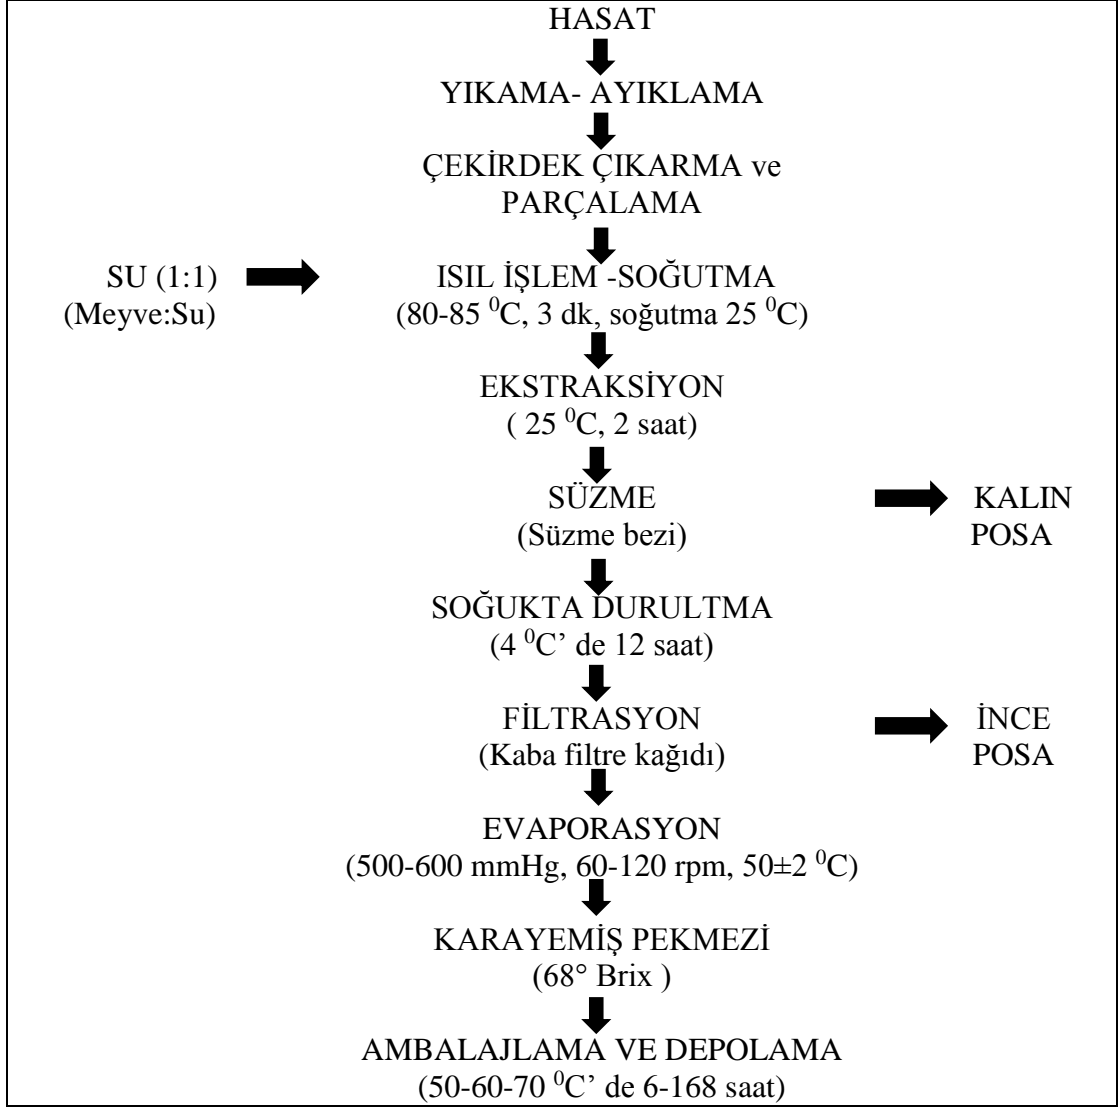 HASAT
YIKAMA- AYIKLAMA
ÇEKİRDEK ÇIKARMA ve
PARÇALAMA
SU (1:1)
(Meyve:Su)
ISIL İŞLEM -SOĞUTMA
(80-85 ⁰C, 3 dk, soğutma 25 ⁰C)
EKSTRAKSİYON
( 25 ⁰C, 2 saat)
SÜZME
(Süzme bezi)
KALIN
POSA
SOĞUKTA DURULTMA
(4 ⁰C’ de 12 saat)
FİLTRASYON
(Kaba filtre kağıdı)
İNCE
POSA
EVAPORASYON
(500-600 mmHg, 60-120 rpm, 50±2 ⁰C)
KARAYEMİŞ PEKMEZİ
(68° Brix )
AMBALAJLAMA VE DEPOLAMA
(50-60-70 ⁰C’ de 6-168 saat)